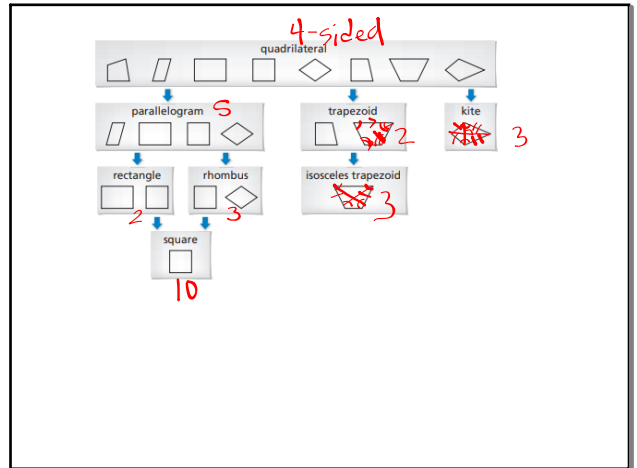 4-sided
quadrilateral
parallelogram 5
trapezoid 2
kite 3
rectangle 2
rhombus 3
isosceles trapezoid 3
square
10